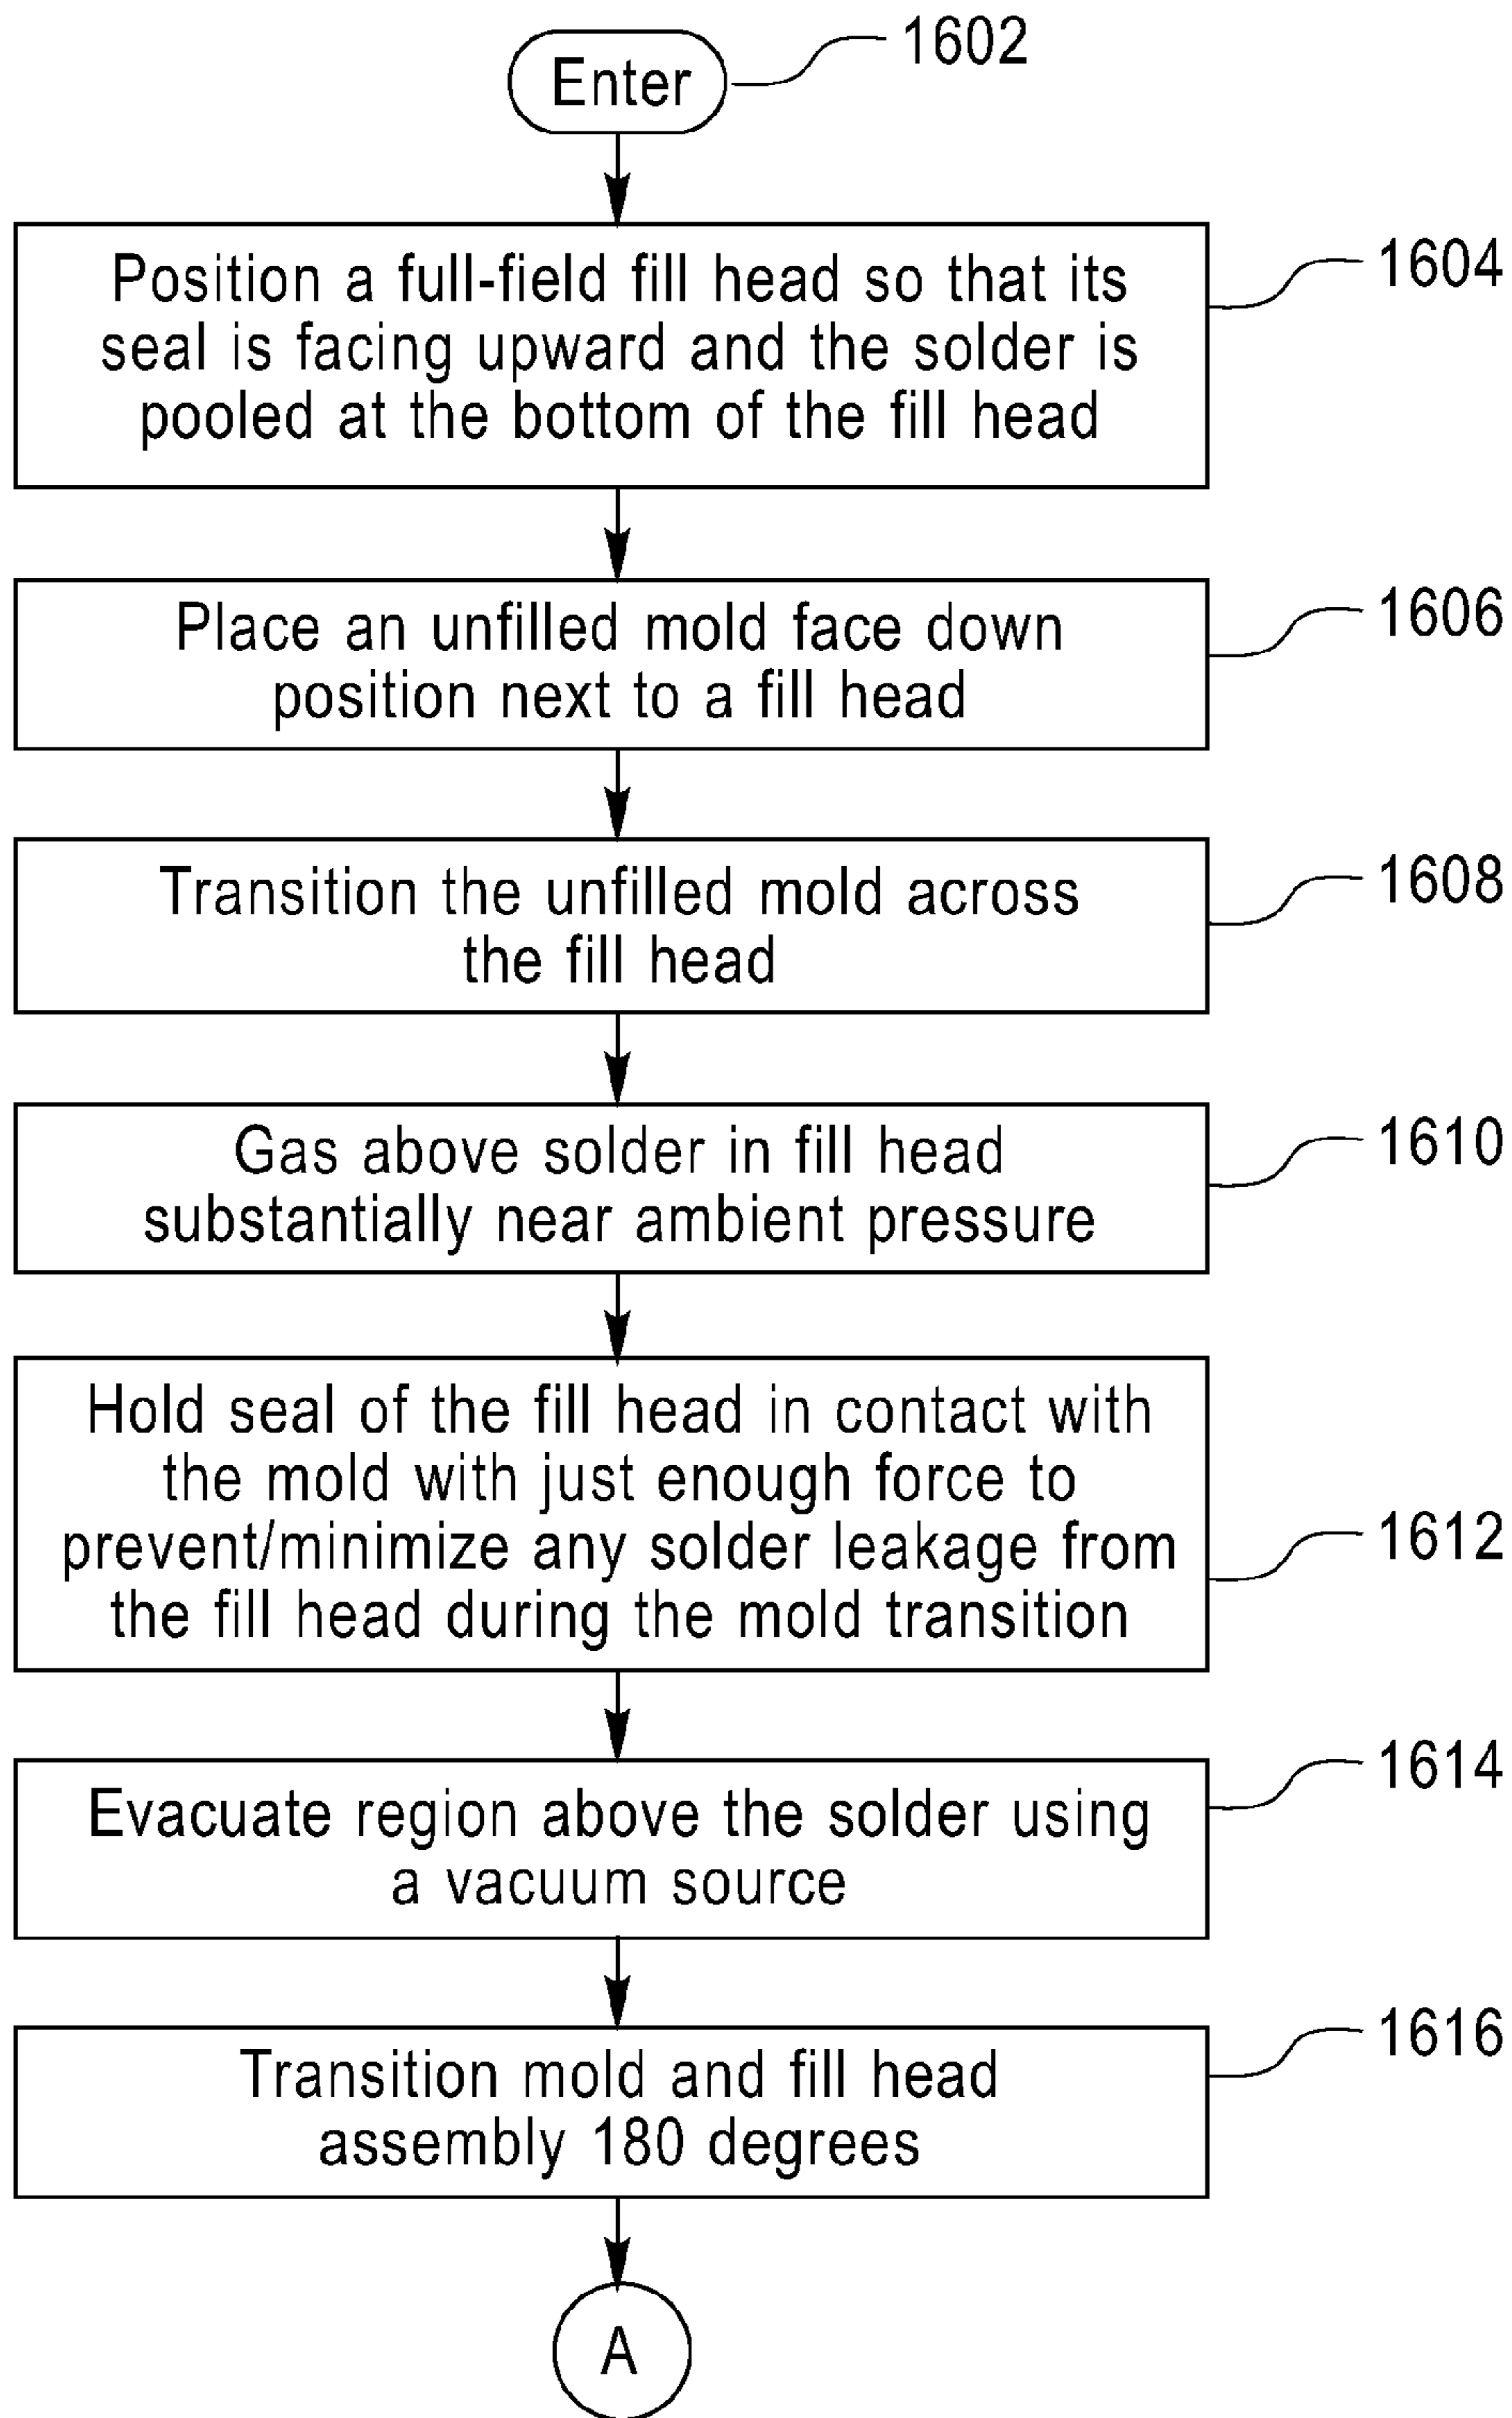 Enter
1602
Position a full-field fill head so that its
seal is facing upward and the solder is
pooled at the bottom of the fill head
1604
Place an unfilled mold face down
position next to a fill head
1606
Transition the unfilled mold across
the fill head
1608
Gas above solder in fill head
substantially near ambient pressure
1610
Hold seal of the fill head in contact with
the mold with just enough force to
prevent/minimize any solder leakage from
the fill head during the mold transition
1612
Evacuate region above the solder using
a vacuum source
1614
Transition mold and fill head
assembly 180 degrees
1616
A